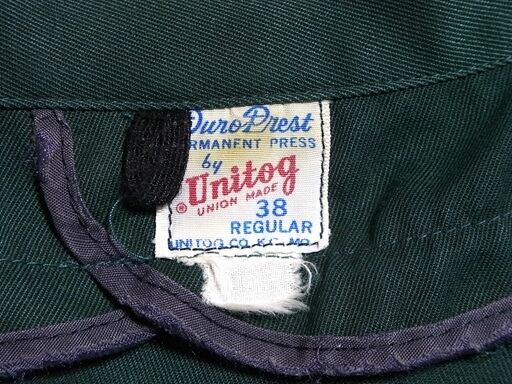 DuroPrest
PERMANENT PRESS
by
Unitog
® UNION MADE
38
REGULAR
UNITOG CO. K.C. MO.